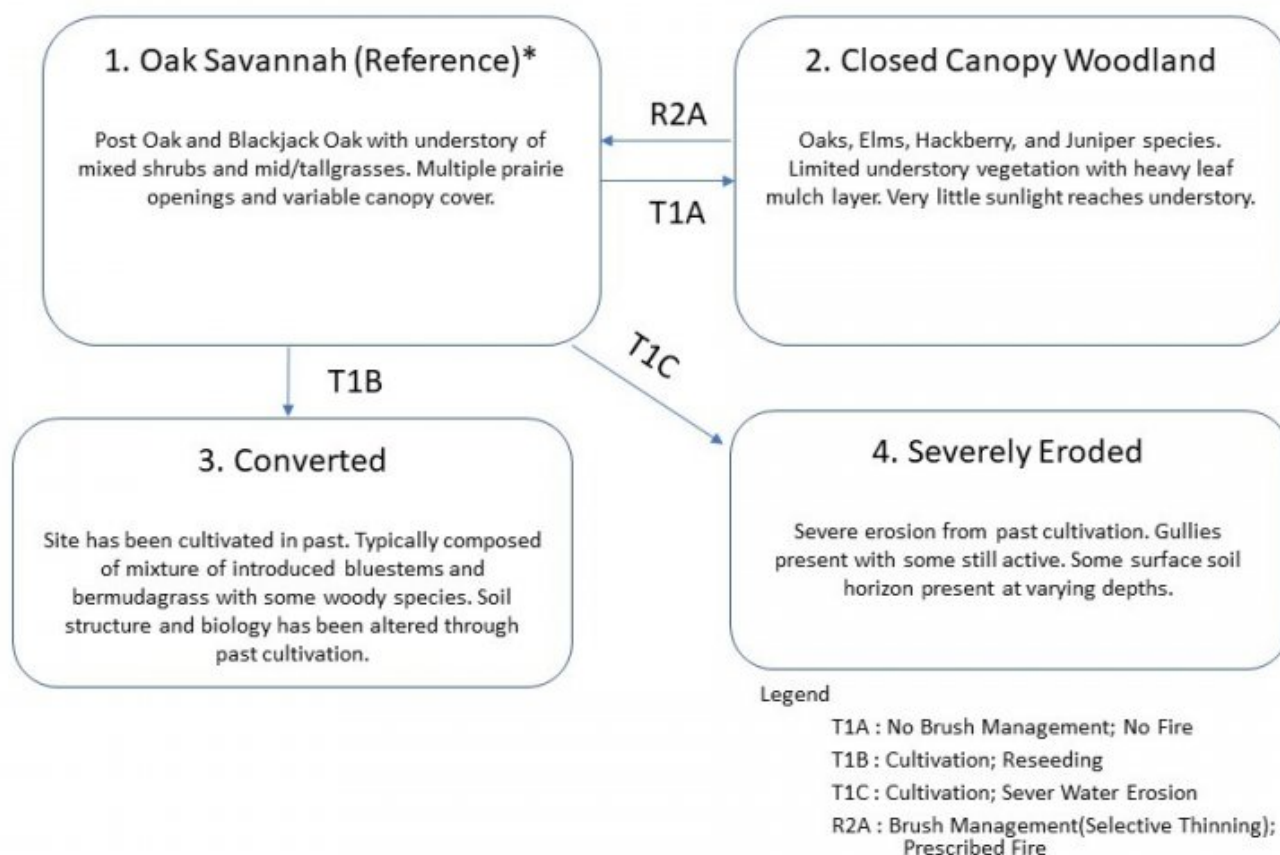 1. Oak Savannah (Reference)*
Post Oak and Blackjack Oak with understory of
mixed shrubs and mid/tallgrasses. Multiple prairie
openings and variable canopy cover.
R2A
T1A
2. Closed Canopy Woodland
Oaks, Elms, Hackberry, and Juniper species.
Limited understory vegetation with heavy leaf
mulch layer. Very little sunlight reaches understory.
T1B
T1C
3. Converted
Site has been cultivated in past. Typically composed
of mixture of introduced bluestems and
bermudagrass with some woody species. Soil
structure and biology has been altered through
past cultivation.
4. Severely Eroded
Severe erosion from past cultivation. Gullies
present with some still active. Some surface soil
horizon present at varying depths.
Legend
T1A : No Brush Management; No Fire
T1B : Cultivation; Reseeding
T1C : Cultivation; Sever Water Erosion
R2A : Brush Management(Selective Thinning);
Prescribed Fire